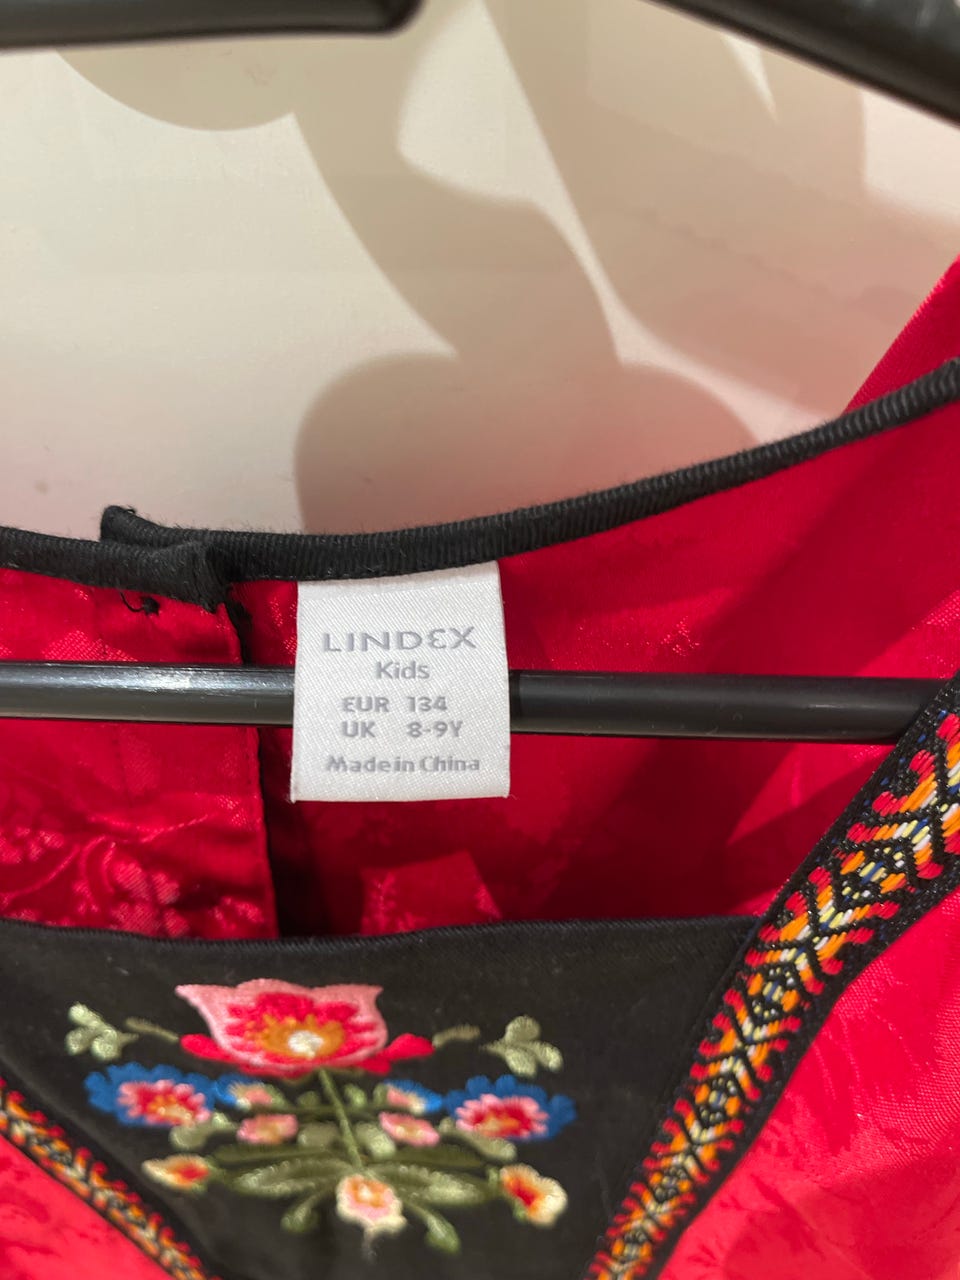 LINDEX
Kids
EUR 134
UK 8-9Y
Made in China